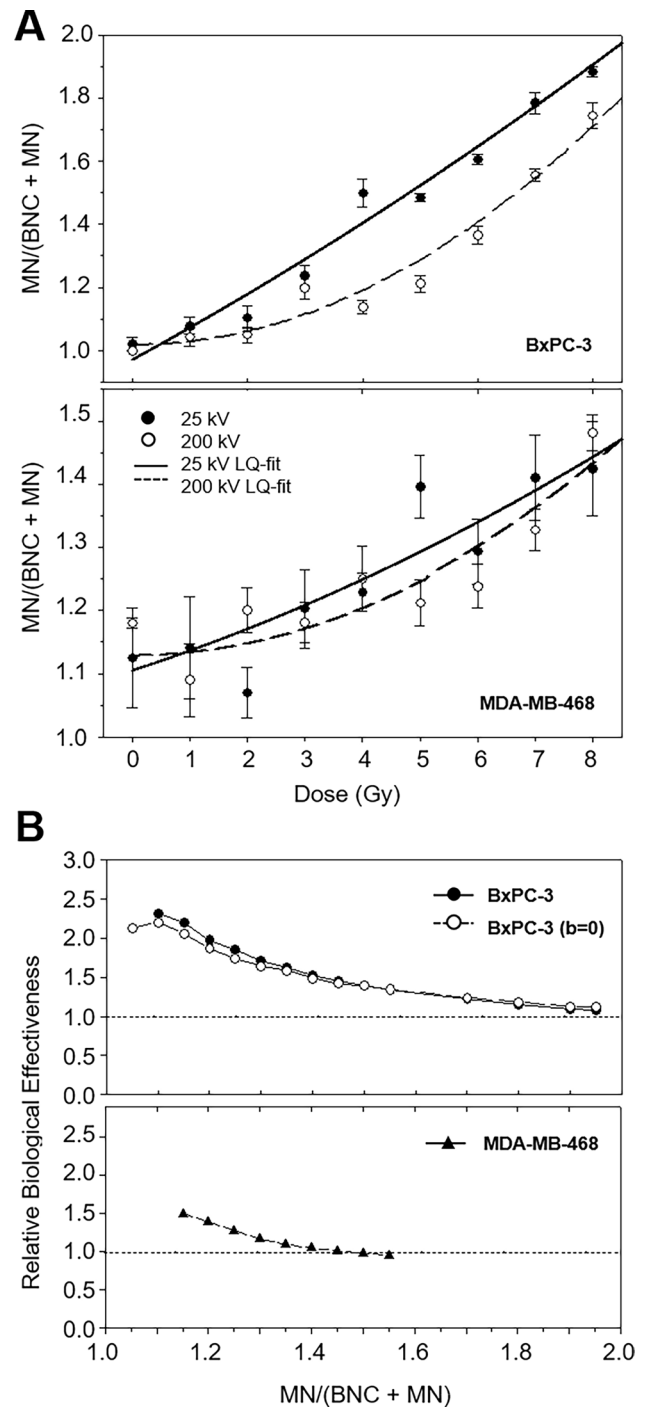 A
2.0
1.8
1.6
1.4
1.2
1.0
MN/(BNC + MN)
BxPC-3
1.5
1.4
1.3
1.2
1.1
1.0
MN/(BNC + MN)
25 kV
200 kV
25 kV LQ-fit
200 kV LQ-fit
MDA-MB-468
0 1 2 3 4 5 6 7 8
Dose (Gy)
B
3.0
2.5
2.0
1.5
1.0
0.5
0.0
BxPC-3
BxPC-3 (b=0)
Relative Biological Effectiveness
2.5
2.0
1.5
1.0
0.5
0.0
MDA-MB-468
1.0 1.2 1.4 1.6 1.8 2.0
MN/(BNC + MN)